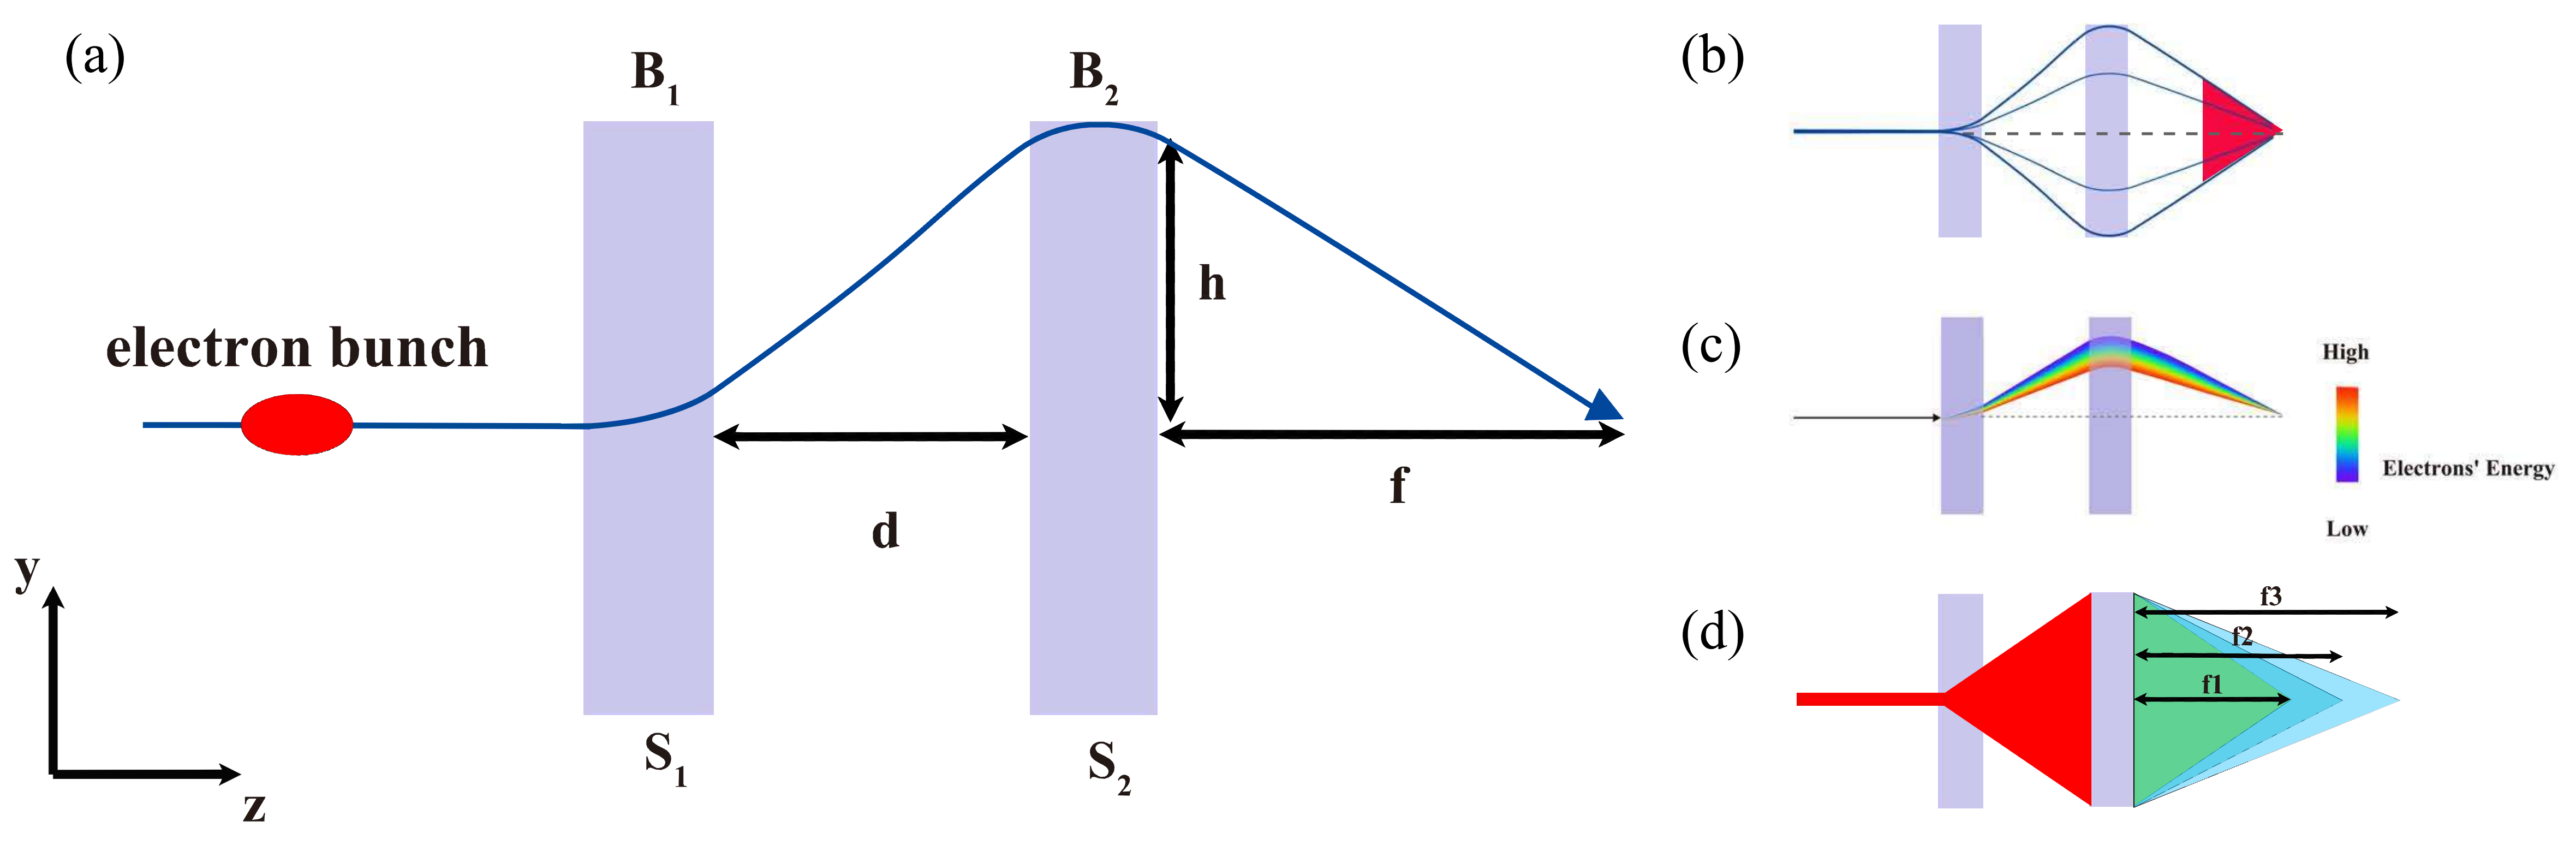 (a)
B1
B2
electron bunch
h
d
f
y
z
S1
S2
(b)
(c)
High
Electrons' Energy
Low
(d)
f3
f2
f1